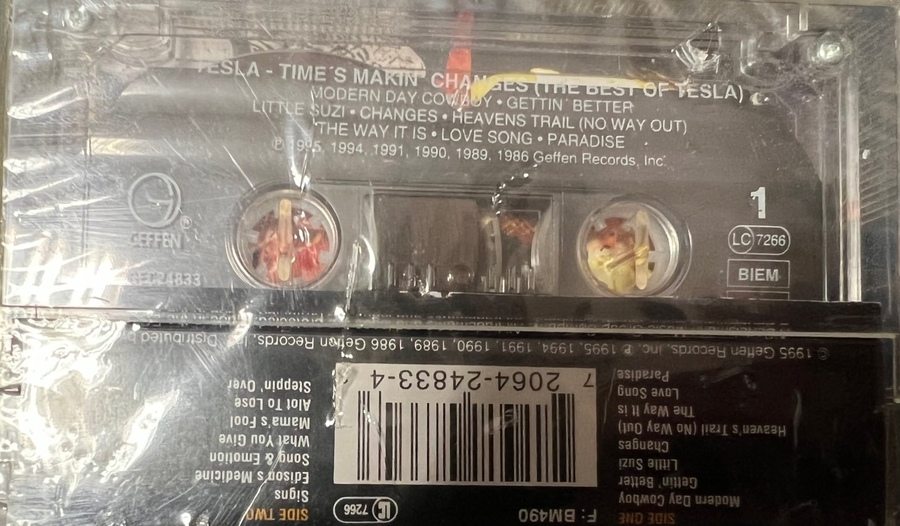 TESLA - TIME'S MAKIN' CHANGES (THE BEST OF TESLA)
MODERN DAY COWBOY • GETTIN' BETTER
LITTLE SUZI • CHANGES • HEAVENS TRAIL (NO WAY OUT)
THE WAY IT IS • LOVE SONG • PARADISE
℗ 1995, 1994, 1991, 1990, 1989, 1986 Geffen Records, Inc.
GEFFEN®
24833
1
LC 7266
BIEM
SIDE ONE
Modern Day Cowboy
Gettin' Better
Little Suzi
Changes
Heaven's Trail (No Way Out)
The Way It Is
Love Song
Paradise
F: BM490
LC 7266
7 2064-24833-4
SIDE TWO
Signs
Edison's Medicine
Song & Emotion
What You Give
Mama's Fool
Alot To Lose
Steppin' Over
© 1995 Geffen Records, Inc. ℗ 1995, 1994, 1991, 1990, 1989, 1986 Geffen Records, Inc. Distributed by